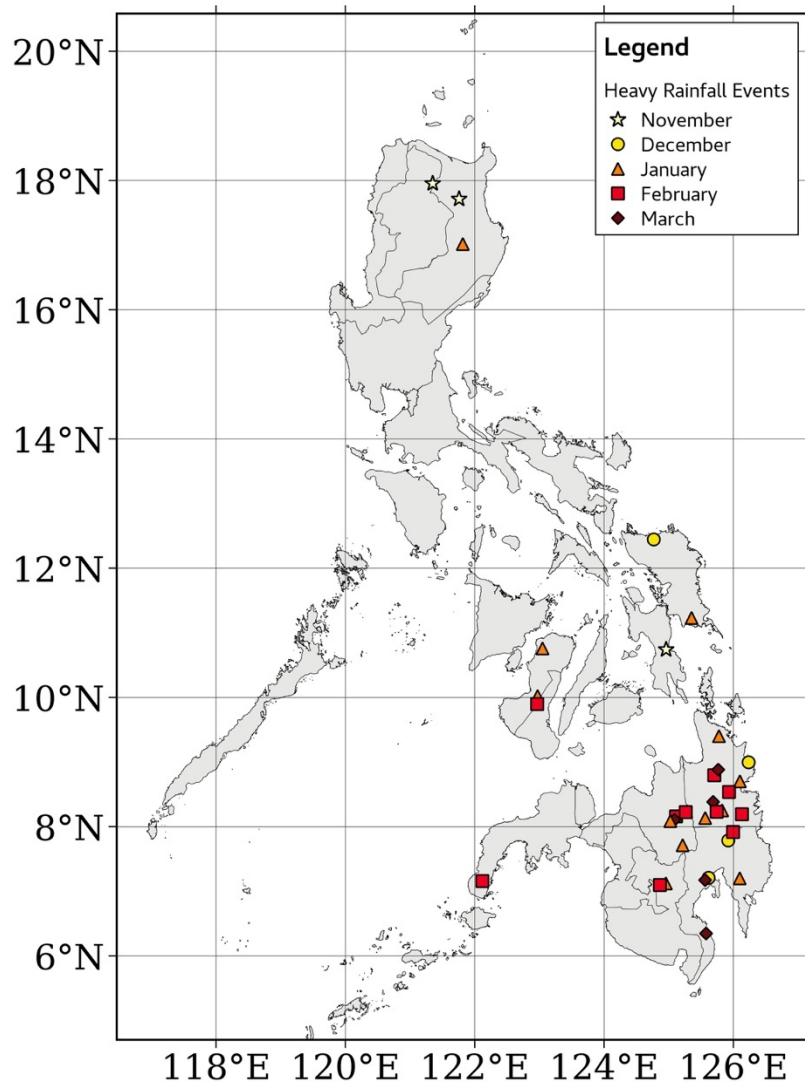 Legend
Heavy Rainfall Events
November
December
January
February
March
20°N
18°N
16°N
14°N
12°N
10°N
8°N
6°N
118°E 120°E 122°E 124°E 126°E